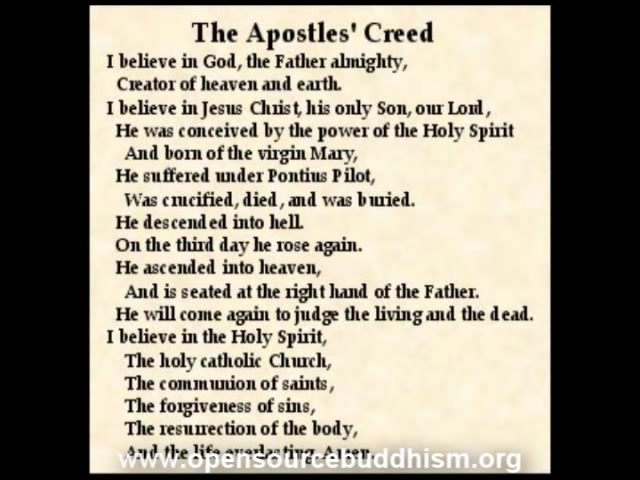 The Apostles' Creed
I believe in God, the Father almighty,
Creator of heaven and earth.
I believe in Jesus Christ, his only Son, our Lord,
He was conceived by the power of the Holy Spirit
And born of the virgin Mary,
He suffered under Pontius Pilot,
Was crucified, died, and was buried.
He descended into hell.
On the third day he rose again.
He ascended into heaven,
And is seated at the right hand of the Father.
He will come again to judge the living and the dead.
I believe in the Holy Spirit,
The holy catholic Church,
The communion of saints,
The forgiveness of sins,
The resurrection of the body,
And the life everlasting. Amen.
www.opensourcebuddhism.org